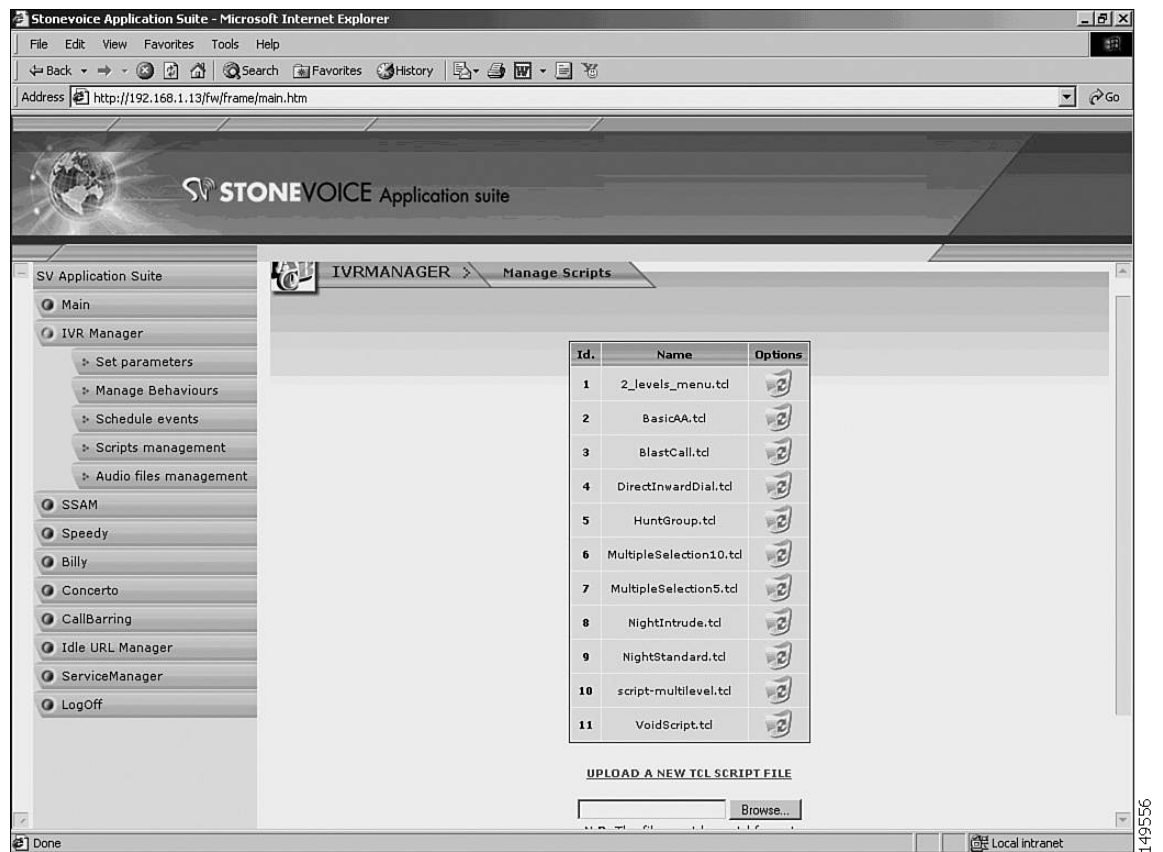 Stonevoice Application Suite - Microsoft Internet Explorer
File Edit View Favorites Tools Help
Back Search Favorites History
Address http://192.168.1.13/fw/frame/main.htm Go
SV STONEVOICE Application suite
SV Application Suite
Main
IVR Manager
Set parameters
Manage Behaviours
Schedule events
Scripts management
Audio files management
SSAM
Speedy
Billy
Concerto
CallBarring
Idle URL Manager
ServiceManager
LogOff
IVRMANAGER > Manage Scripts
Id. Name Options
1 2_levels_menu.tcl
2 BasicAA.tcl
3 BlastCall.tcl
4 DirectInwardDial.tcl
5 HuntGroup.tcl
6 MultipleSelection10.tcl
7 MultipleSelection5.tcl
8 NightIntrude.tcl
9 NightStandard.tcl
10 script-multilevel.tcl
11 VoidScript.tcl
UPLOAD A NEW TCL SCRIPT FILE
Browse...
Done Local intranet
149556